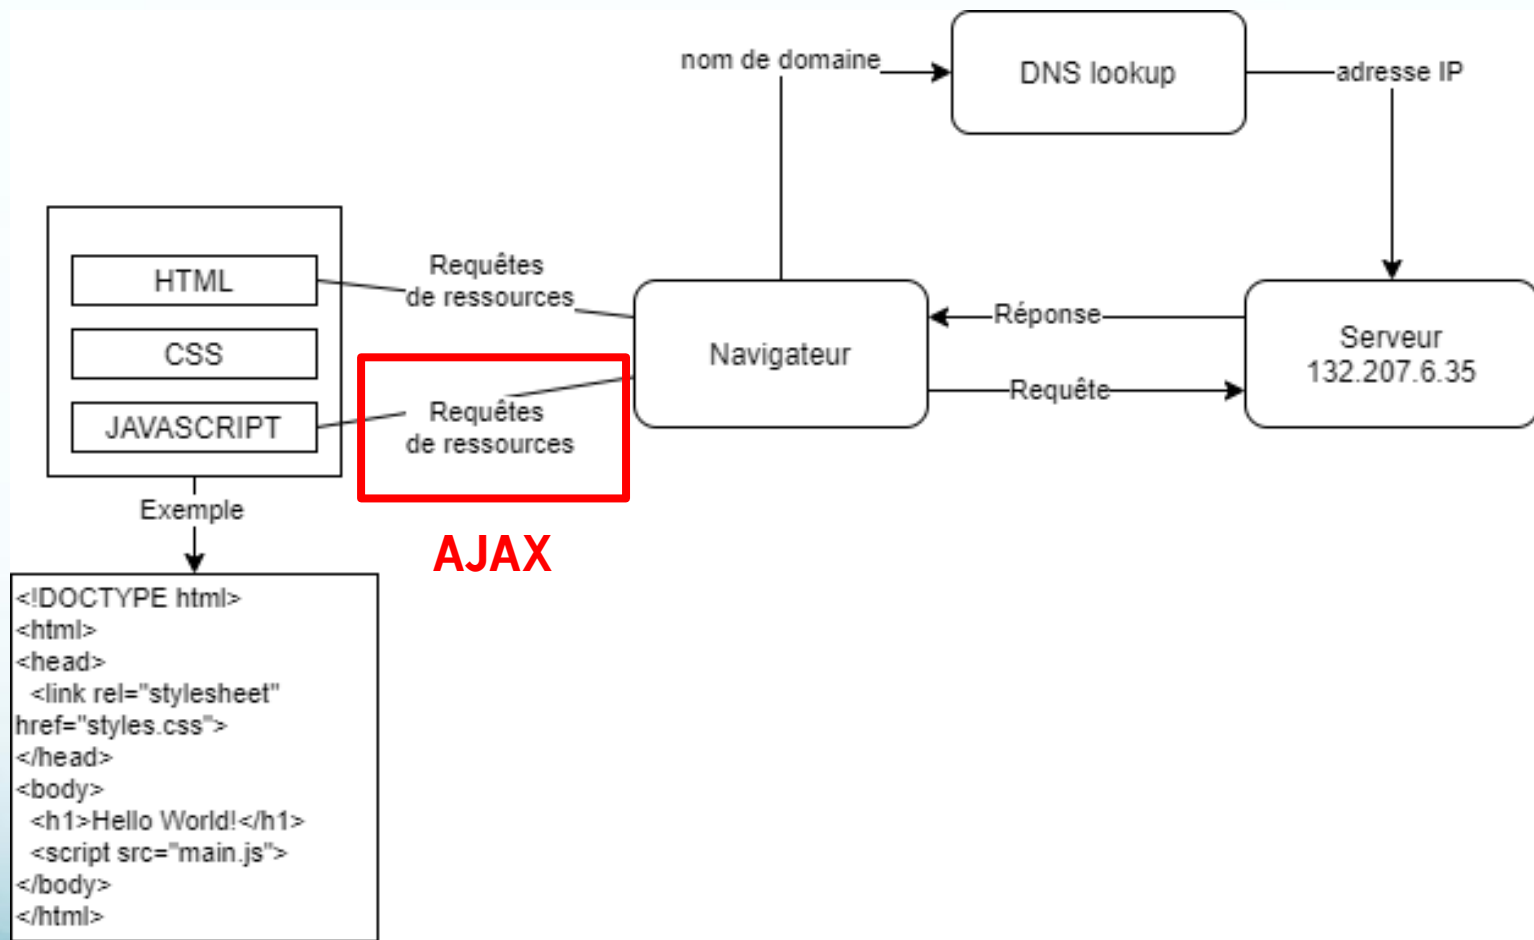 nom de domaine
DNS lookup
adresse IP
HTML
CSS
JAVASCRIPT
Requêtes
de ressources
Requêtes
de ressources
AJAX
Navigateur
Réponse
Requête
Serveur
132.207.6.35
Exemple
<!DOCTYPE html>
<html>
<head>
<link rel="stylesheet"
href="styles.css">
</head>
<body>
<h1>Hello World!</h1>
<script src="main.js">
</body>
</html>